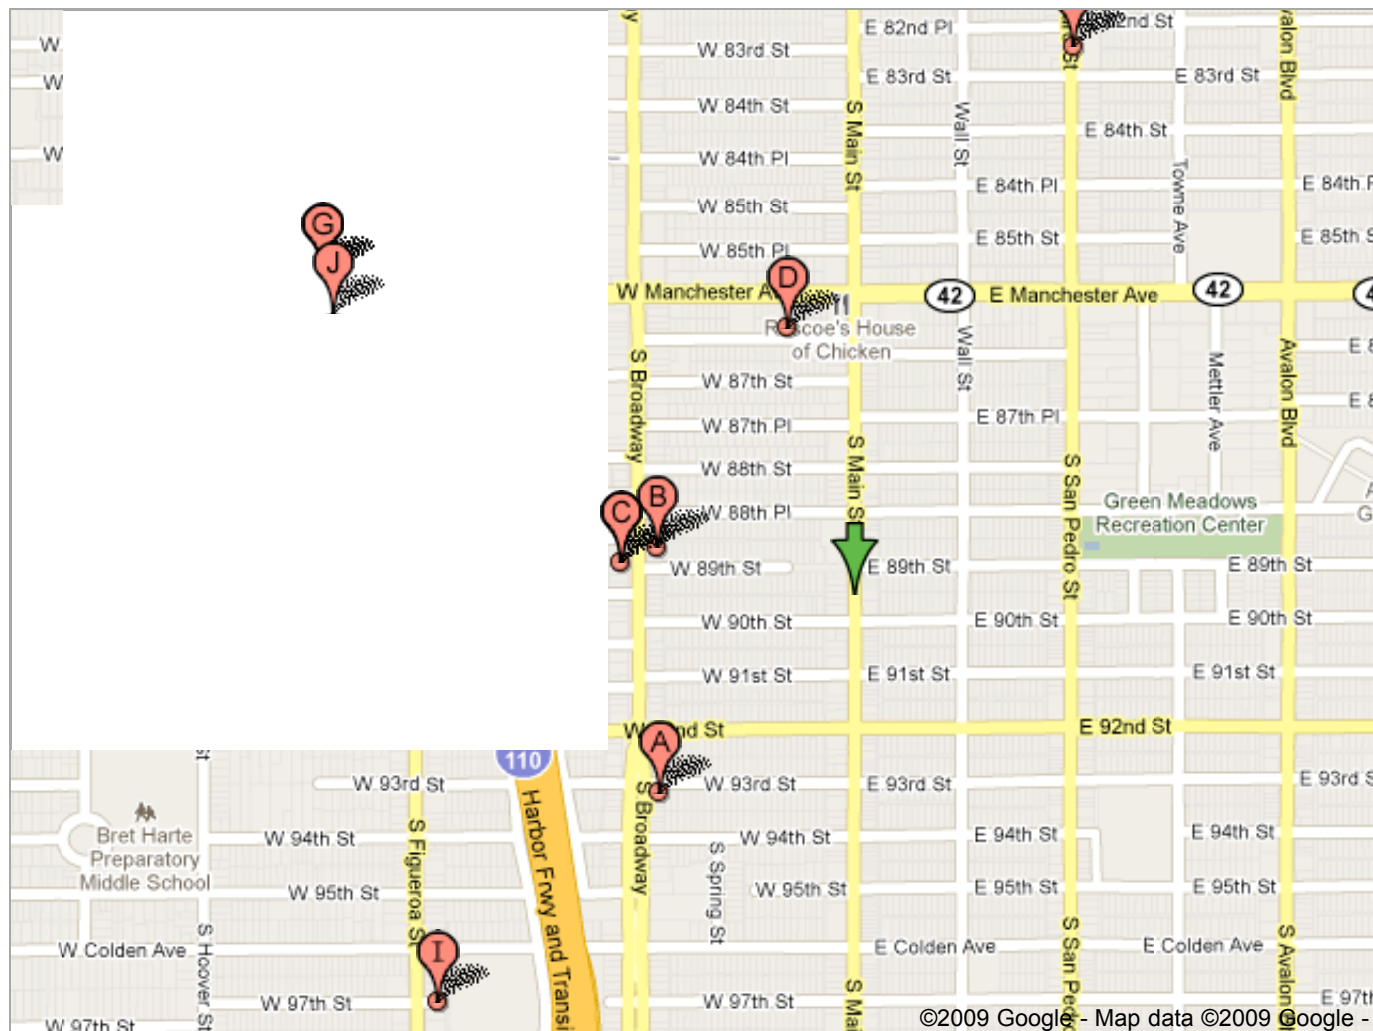 W
W
W
W 83rd St
W 84th St
W 84th Pl
W 85th St
W 85th Pl
E 82nd Pl
E 83rd St
E 83rd St
E 84th St
E 84th Pl
E 84th
E 85th St
E 85th
S Main St
Wall St
Towne Ave
G
J
D
W Manchester
42
E Manchester Ave
42
Roscoe's House
of Chicken
S Broadway
Wall St
Mettler Ave
Avalon Blvd
W 87th St
W 87th Pl
E 87th Pl
W 88th St
W 88th Pl
S Main St
S San Pedro St
Green Meadows
Recreation Center
C
B
W 89th St
E 89th St
E 89th St
W 90th St
E 90th St
E 90th St
W 91st St
E 91st St
E 91st St
E 92nd St
A
110
W 93rd St
W 93rd St
E 93rd St
E 93rd
Bret Harte
Preparatory
Middle School
W 94th St
W 94th St
E 94th St
E 94th St
S Figueroa St
Harbor Frwy and Transi
S Broadway
S Spring St
W 95th St
W 95th St
E 95th St
E 95th St
S Hoover St
W Colden Ave
E Colden Ave
E Colden Ave
I
W 97th St
W 97th St
W 97th St
E 97th
S Avalon
©2009 Google - Map data ©2009 Google -